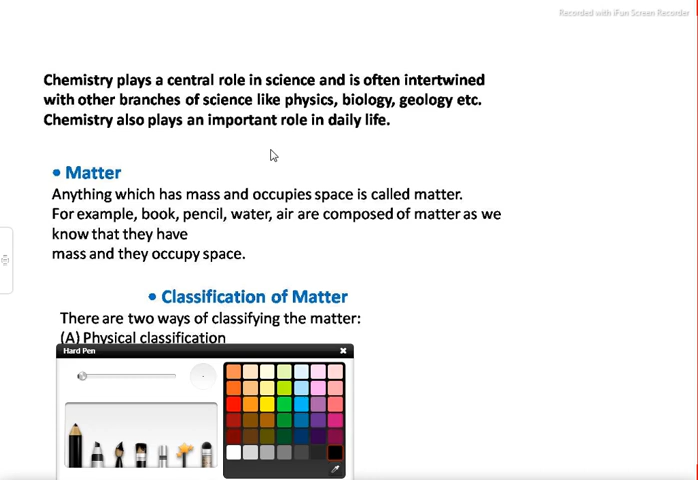 Recorded with iFun Screen Recorder
Chemistry plays a central role in science and is often intertwined
with other branches of science like physics, biology, geology etc.
Chemistry also plays an important role in daily life.
• Matter
Anything which has mass and occupies space is called matter.
For example, book, pencil, water, air are composed of matter as we
know that they have
mass and they occupy space.
• Classification of Matter
There are two ways of classifying the matter:
(A) Physical classification
Hard Pen